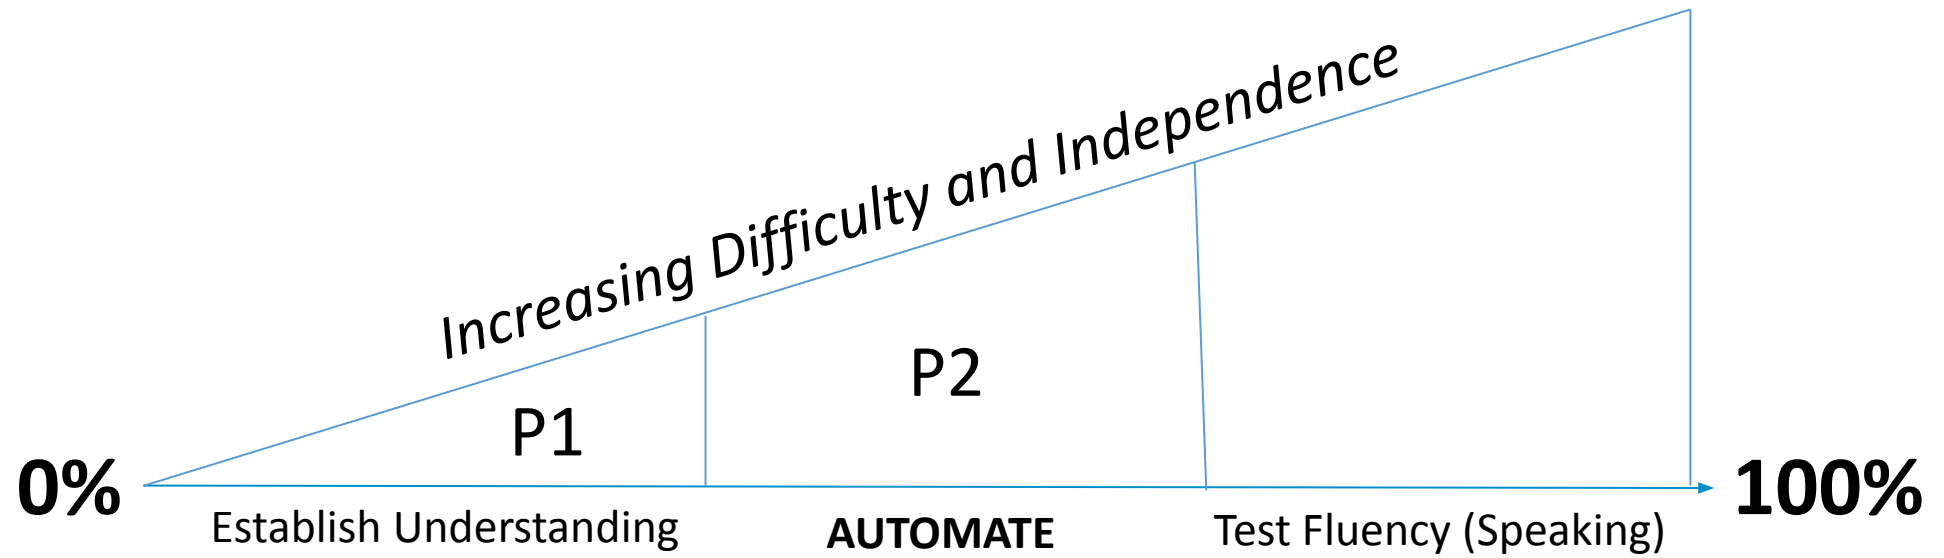 Increasing Difficulty and Independence
P1
P2
0%
100%
Establish Understanding
AUTOMATE
Test Fluency (Speaking)